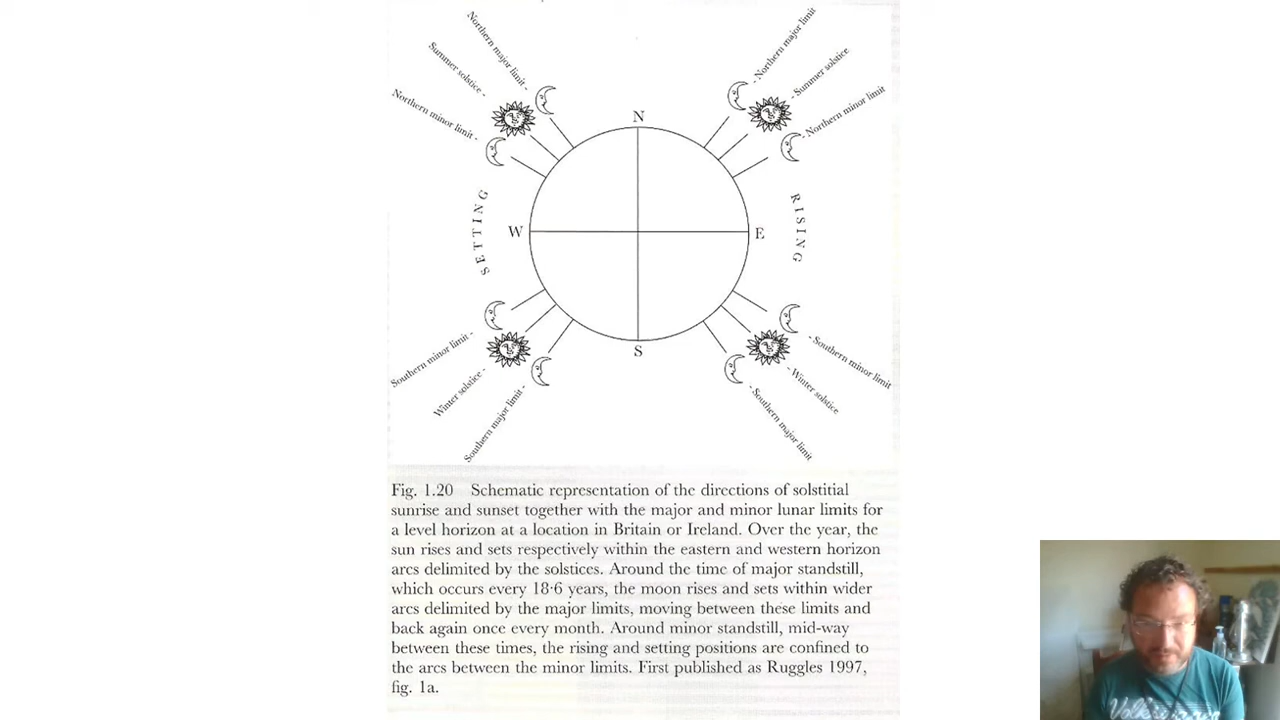 Northern major limit -
Summer solstice -
Northern minor limit -
- Northern major limit
- Summer solstice
- Northern minor limit
N
SETTING
W
E
RISING
S
Southern minor limit -
Winter solstice -
Southern major limit -
- Southern minor limit
- Winter solstice
- Southern major limit
Fig. 1.20 Schematic representation of the directions of solstitial
sunrise and sunset together with the major and minor lunar limits for
a level horizon at a location in Britain or Ireland. Over the year, the
sun rises and sets respectively within the eastern and western horizon
arcs delimited by the solstices. Around the time of major standstill,
which occurs every 18·6 years, the moon rises and sets within wider
arcs delimited by the major limits, moving between these limits and
back again once every month. Around minor standstill, mid-way
between these times, the rising and setting positions are confined to
the arcs between the minor limits. First published as Ruggles 1997,
fig. 1a.